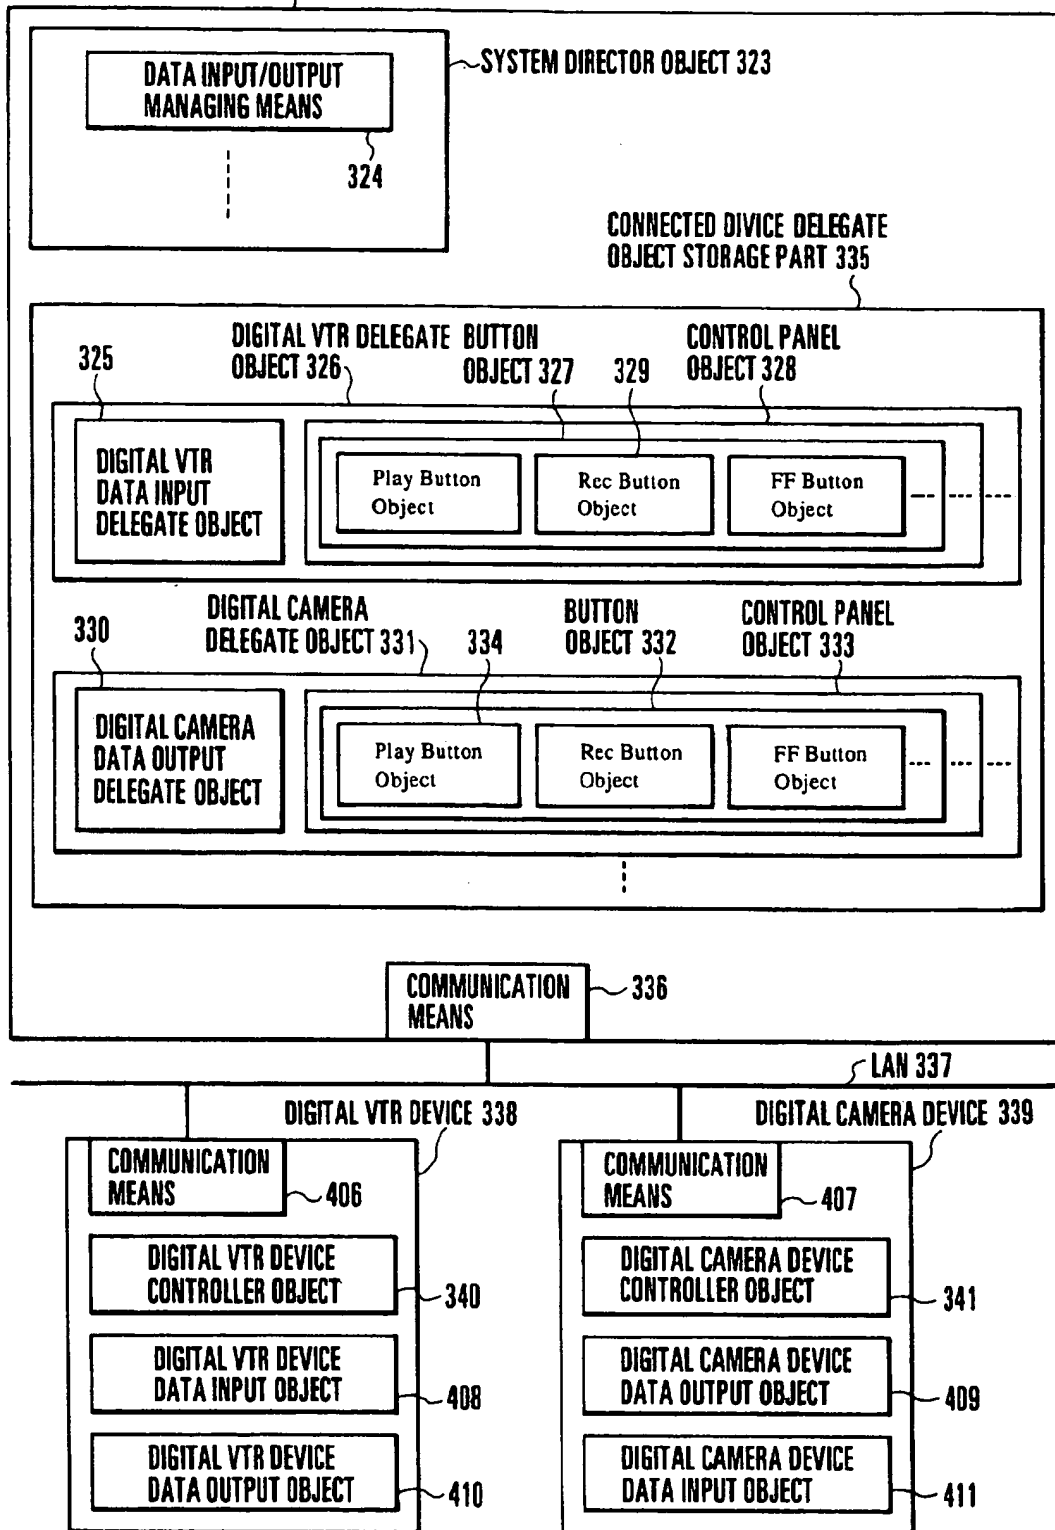 DATA INPUT/OUTPUT
MANAGING MEANS
324
SYSTEM DIRECTOR OBJECT 323
CONNECTED DIVICE DELEGATE
OBJECT STORAGE PART 335
325
DIGITAL VTR DELEGATE
OBJECT 326
BUTTON
OBJECT 327
329
CONTROL PANEL
OBJECT 328
DIGITAL VTR
DATA INPUT
DELEGATE OBJECT
Play Button
Object
Rec Button
Object
FF Button
Object
330
DIGITAL CAMERA
DELEGATE OBJECT 331
334
BUTTON
OBJECT 332
CONTROL PANEL
OBJECT 333
DIGITAL CAMERA
DATA OUTPUT
DELEGATE OBJECT
Play Button
Object
Rec Button
Object
FF Button
Object
COMMUNICATION
MEANS
336
LAN 337
DIGITAL VTR DEVICE 338
COMMUNICATION
MEANS
406
DIGITAL VTR DEVICE
CONTROLLER OBJECT
340
DIGITAL VTR DEVICE
DATA INPUT OBJECT
408
DIGITAL VTR DEVICE
DATA OUTPUT OBJECT
410
DIGITAL CAMERA DEVICE 339
COMMUNICATION
MEANS
407
DIGITAL CAMERA DEVICE
CONTROLLER OBJECT
341
DIGITAL CAMERA DEVICE
DATA OUTPUT OBJECT
409
DIGITAL CAMERA DEVICE
DATA INPUT OBJECT
411